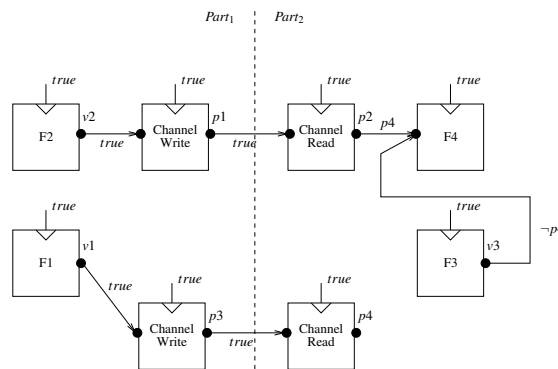 Part₁ Part₂
true true true true
v2 p1 p2 p4
F2 Channel Write Channel Read F4
true true
true true
v1 v3 ¬p
F1 F3
true true true
p3 p4
Channel Write Channel Read
true